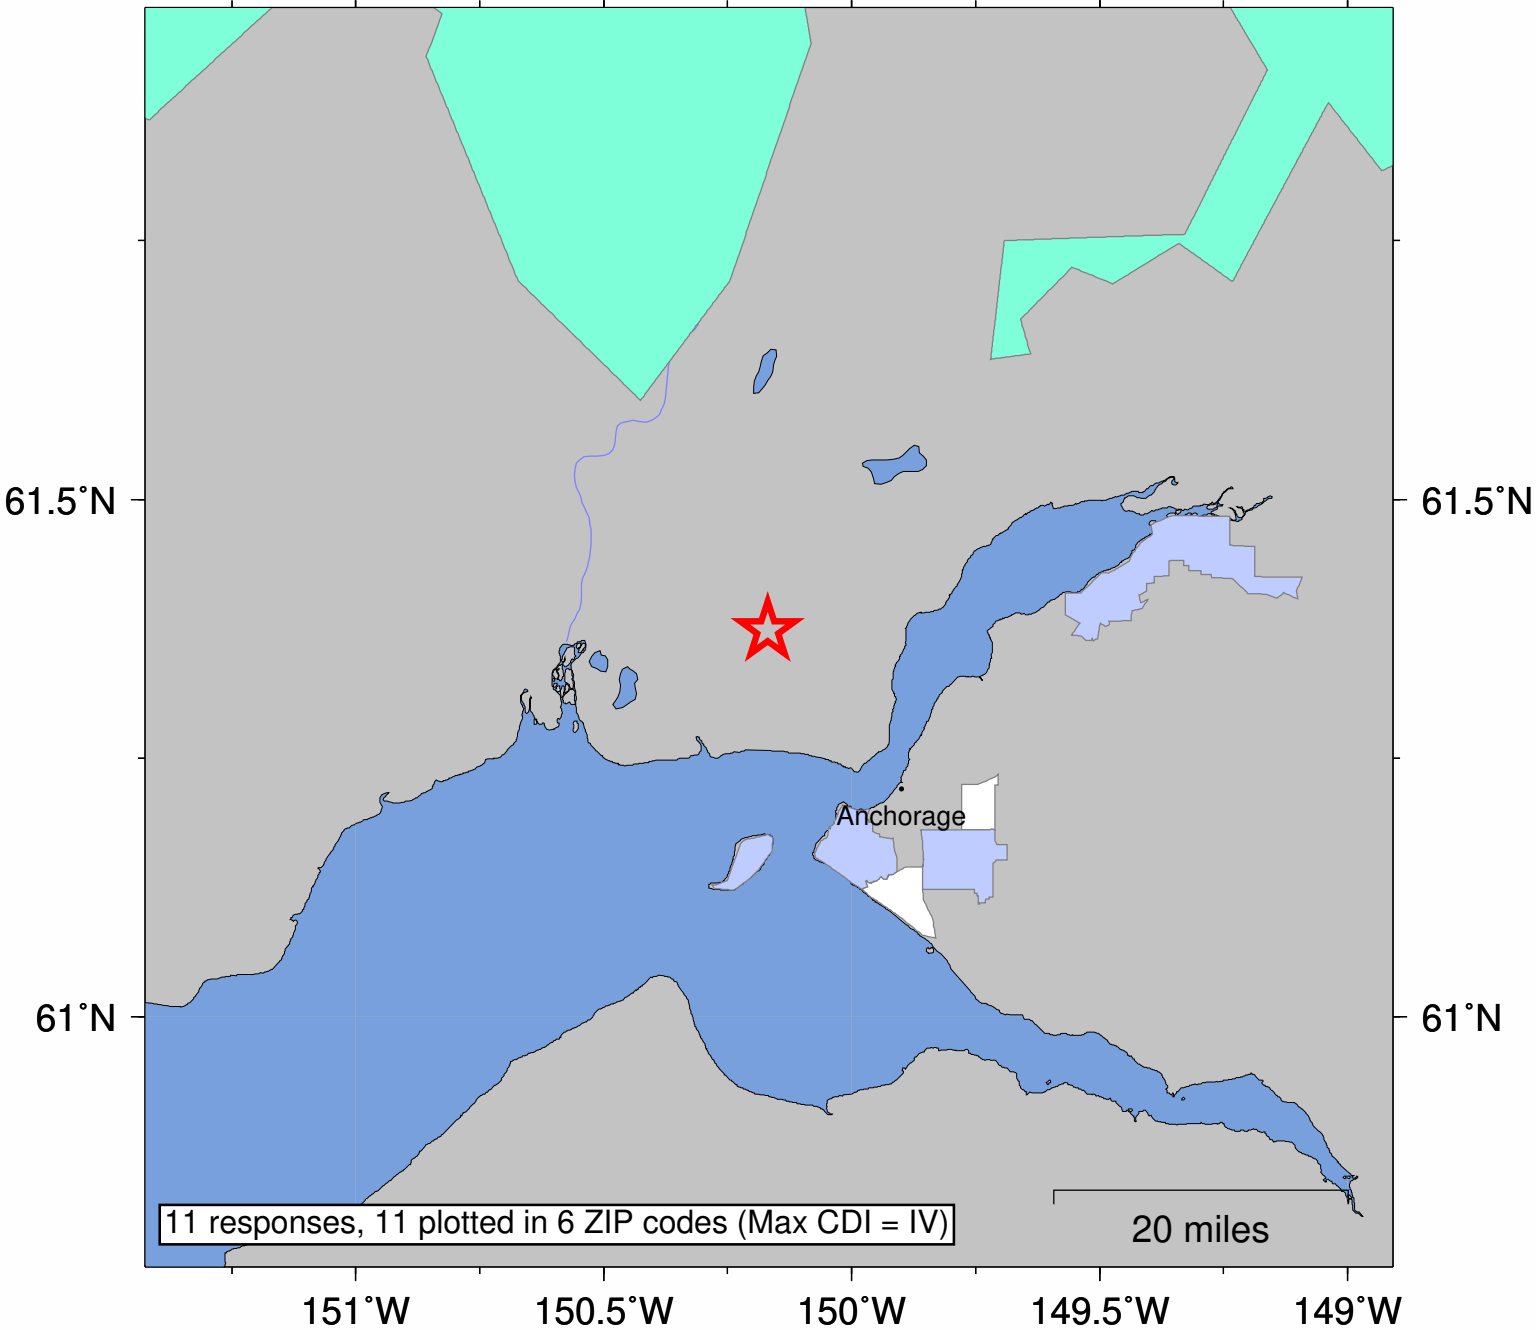 61.5˚N
61.5˚N
Anchorage
61˚N
61˚N
11 responses, 11 plotted in 6 ZIP codes (Max CDI = IV)
20 miles
151˚W
150.5˚W
150˚W
149.5˚W
149˚W